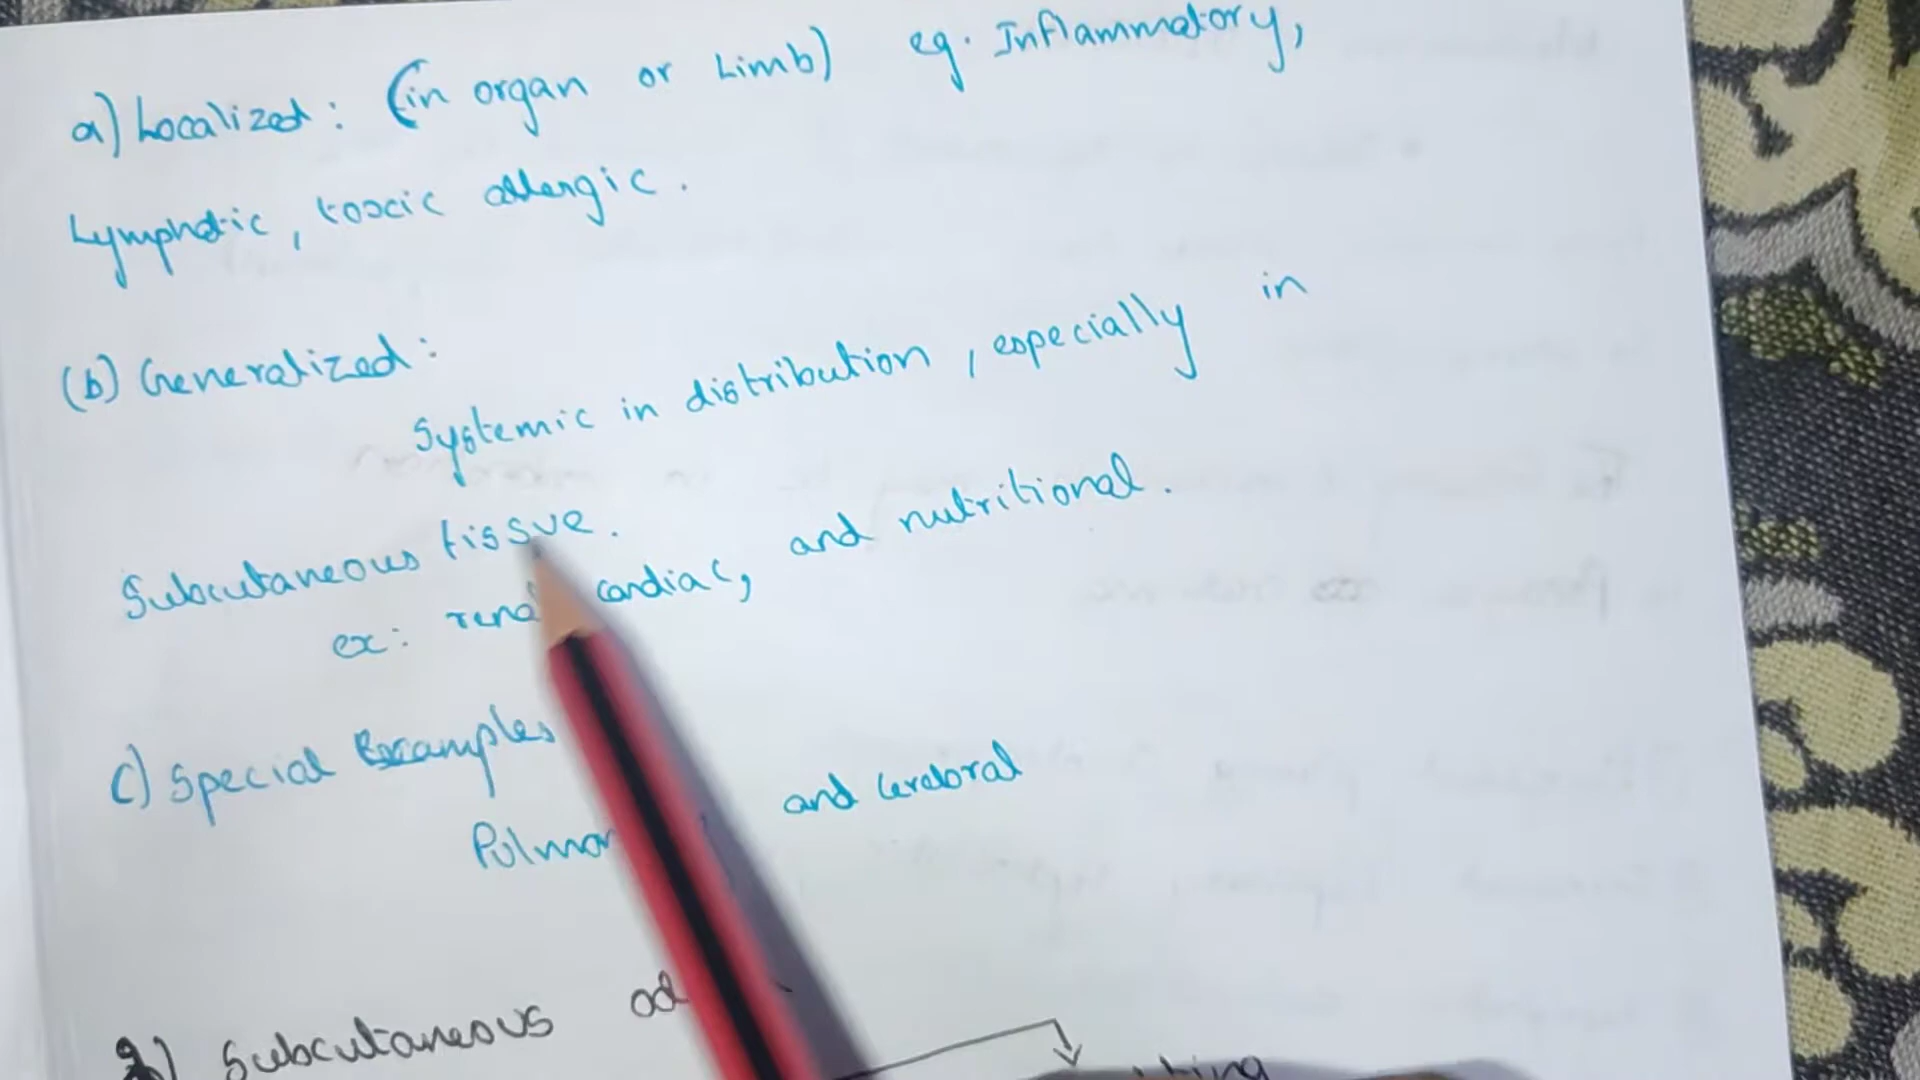 a) Localized: (in organ or Limb) eg. Inflammatory,
Lymphatic, toxic allergic.
(b) Generalized:
Systemic in distribution, especially in
Subcutaneous tissue.
ex: renal cardiac, and nutritional.
c) Special Examples
and cerebral
Subcutaneous